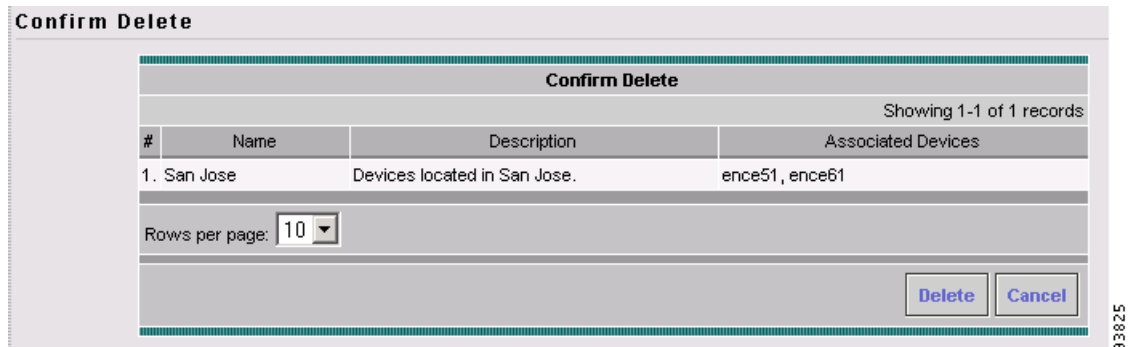 Confirm Delete
Confirm Delete
Showing 1-1 of 1 records
# Name Description Associated Devices
1. San Jose Devices located in San Jose. ence51, ence61
Rows per page: 10
Delete Cancel
93825